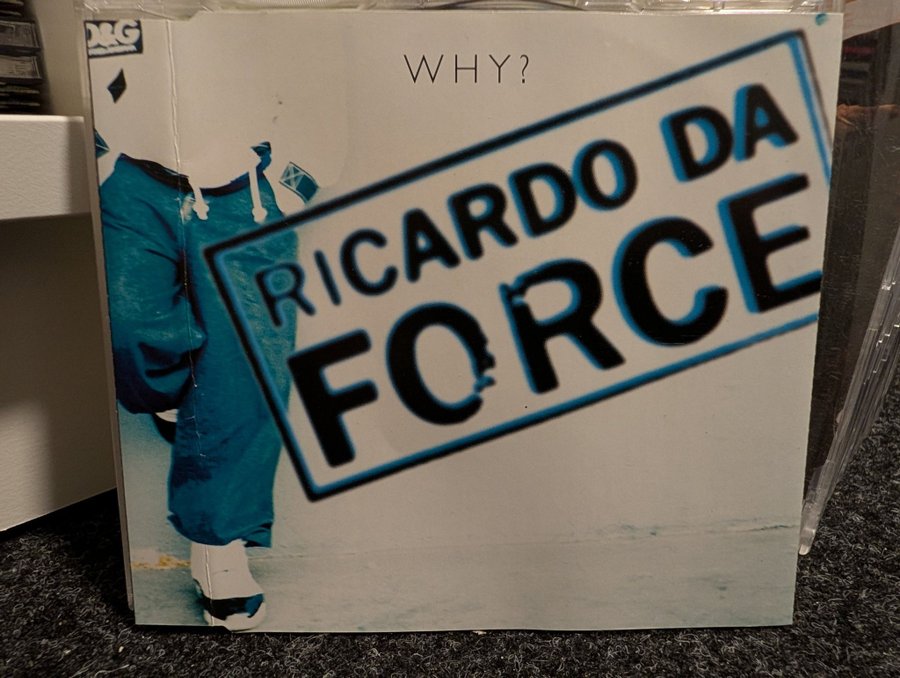 D&G
WHY?
RICARDO DA
FORCE